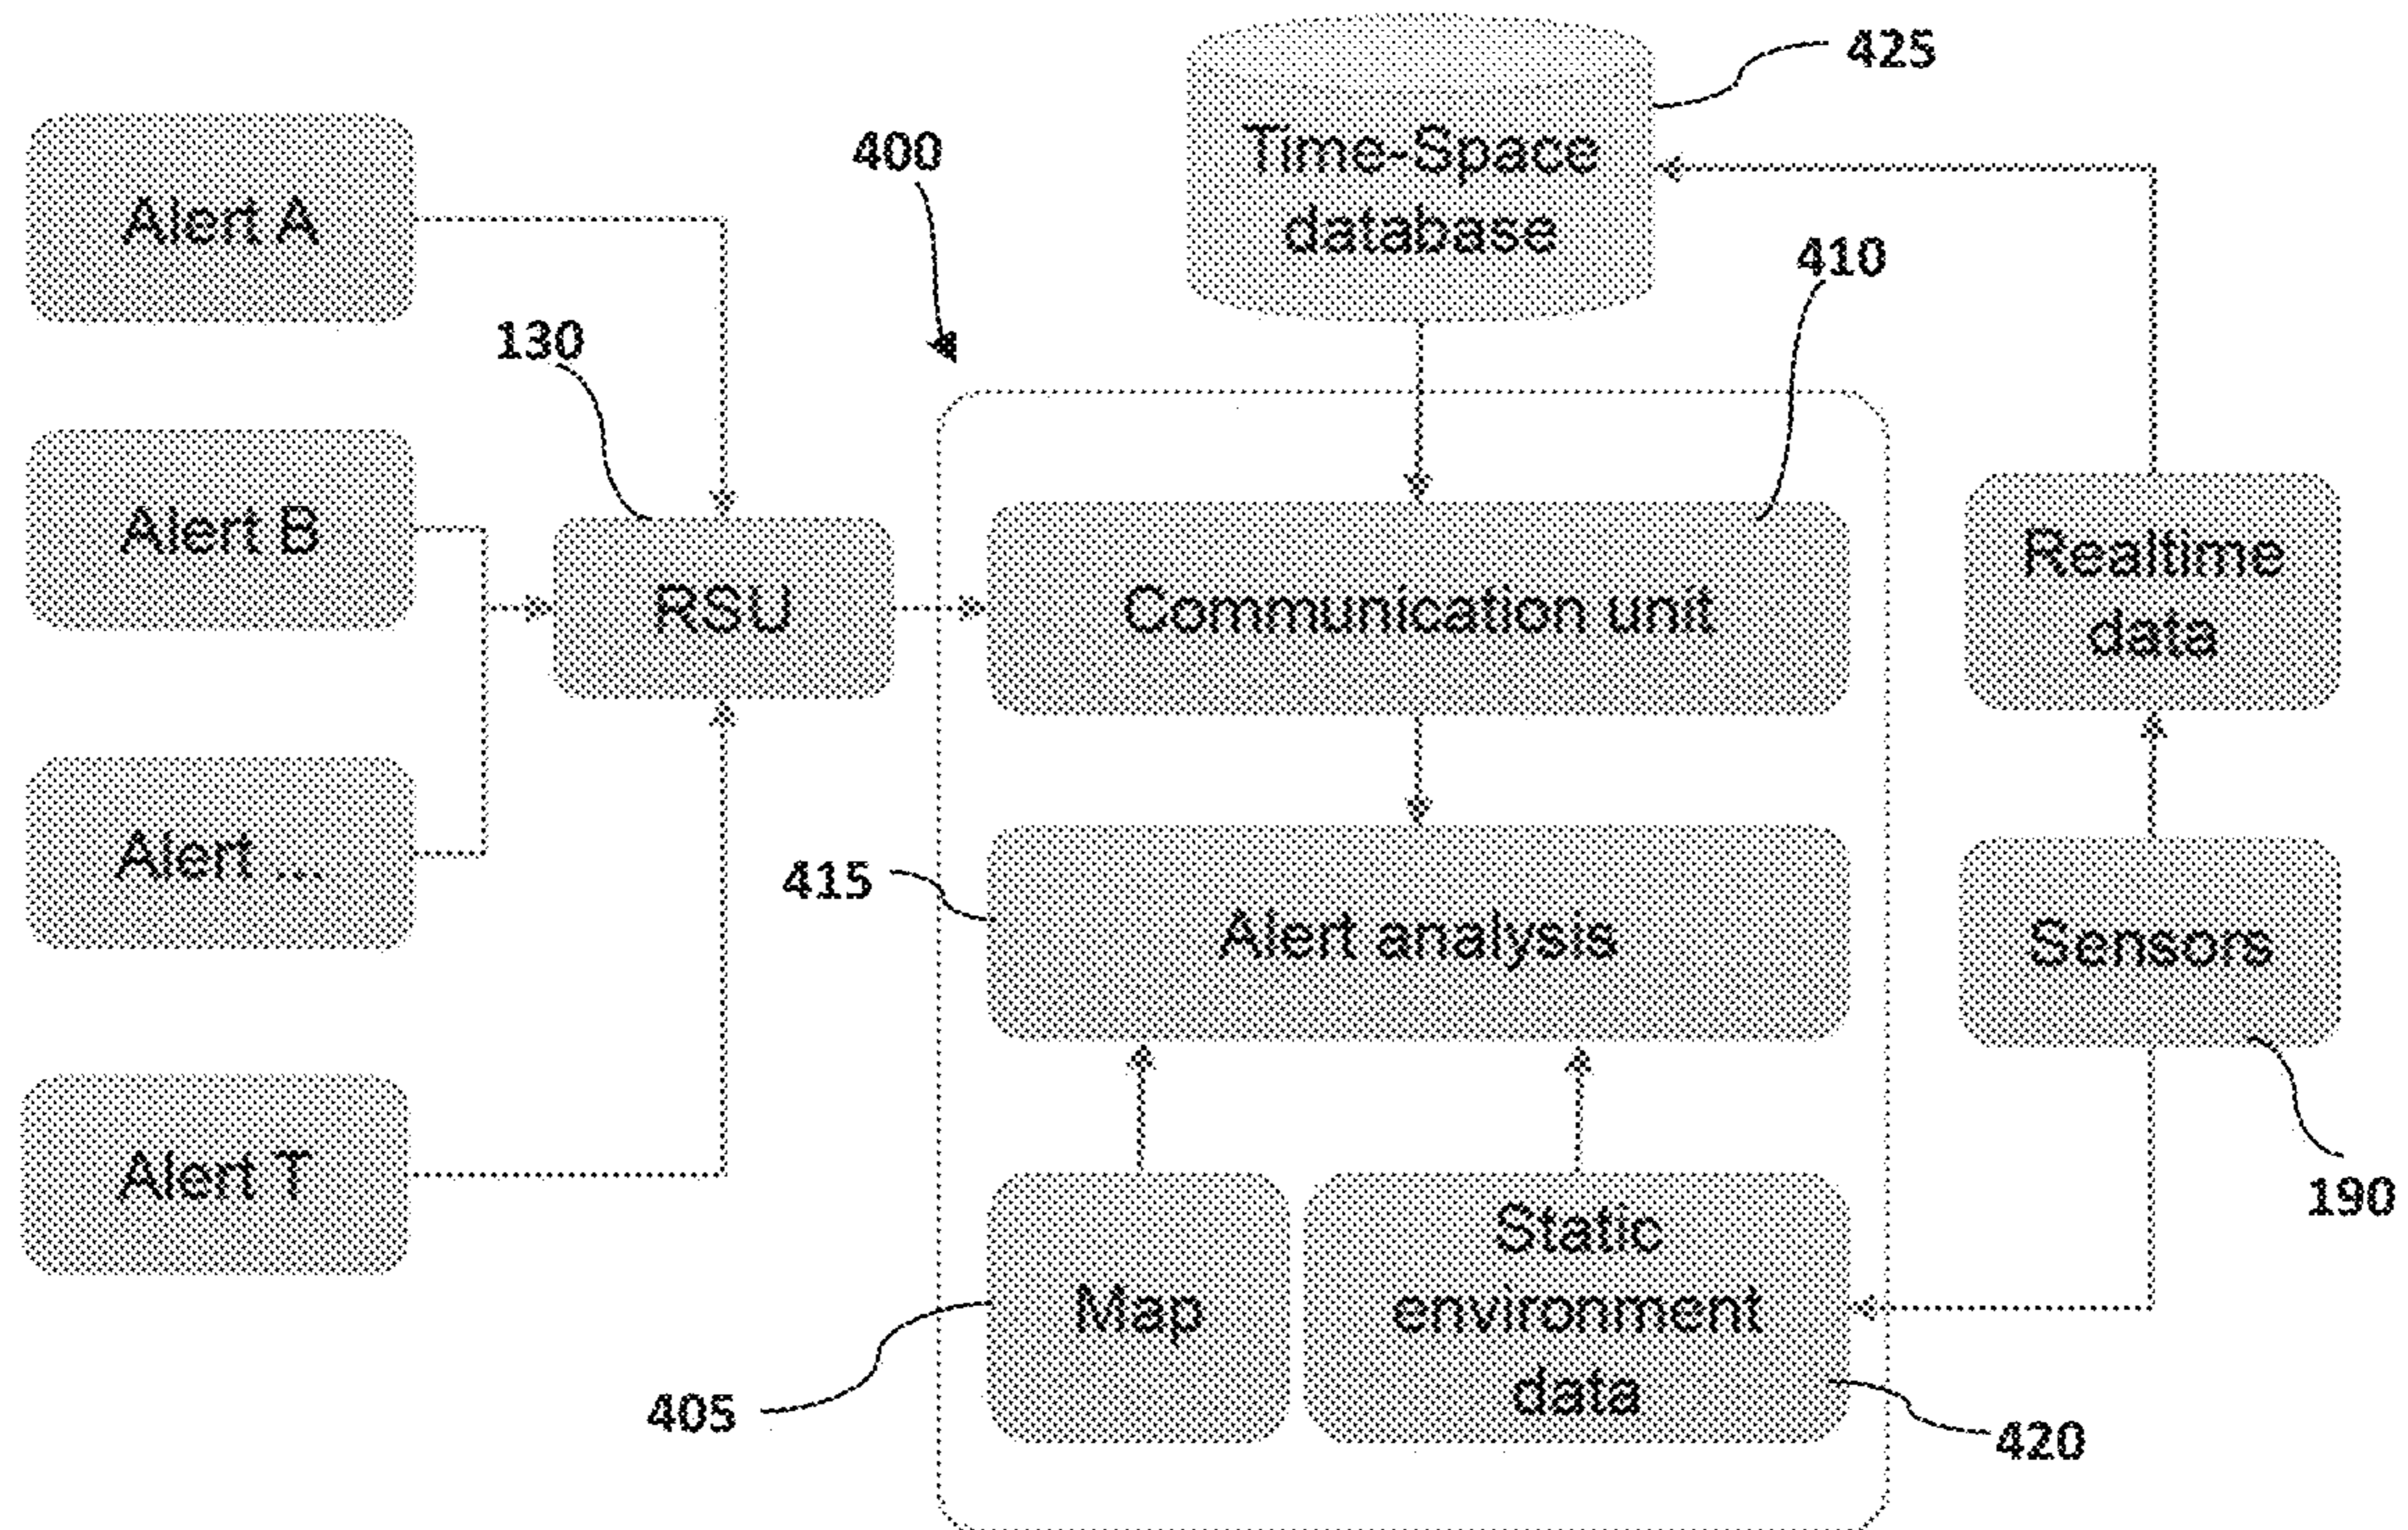 425
Time-Space
database
400
Alert A
410
130
Alert B
RSU
Communication unit
Realtime
data
Alert ...
415
Alert analysis
Sensors
Alert T
190
Map
Static
environment
data
405
420